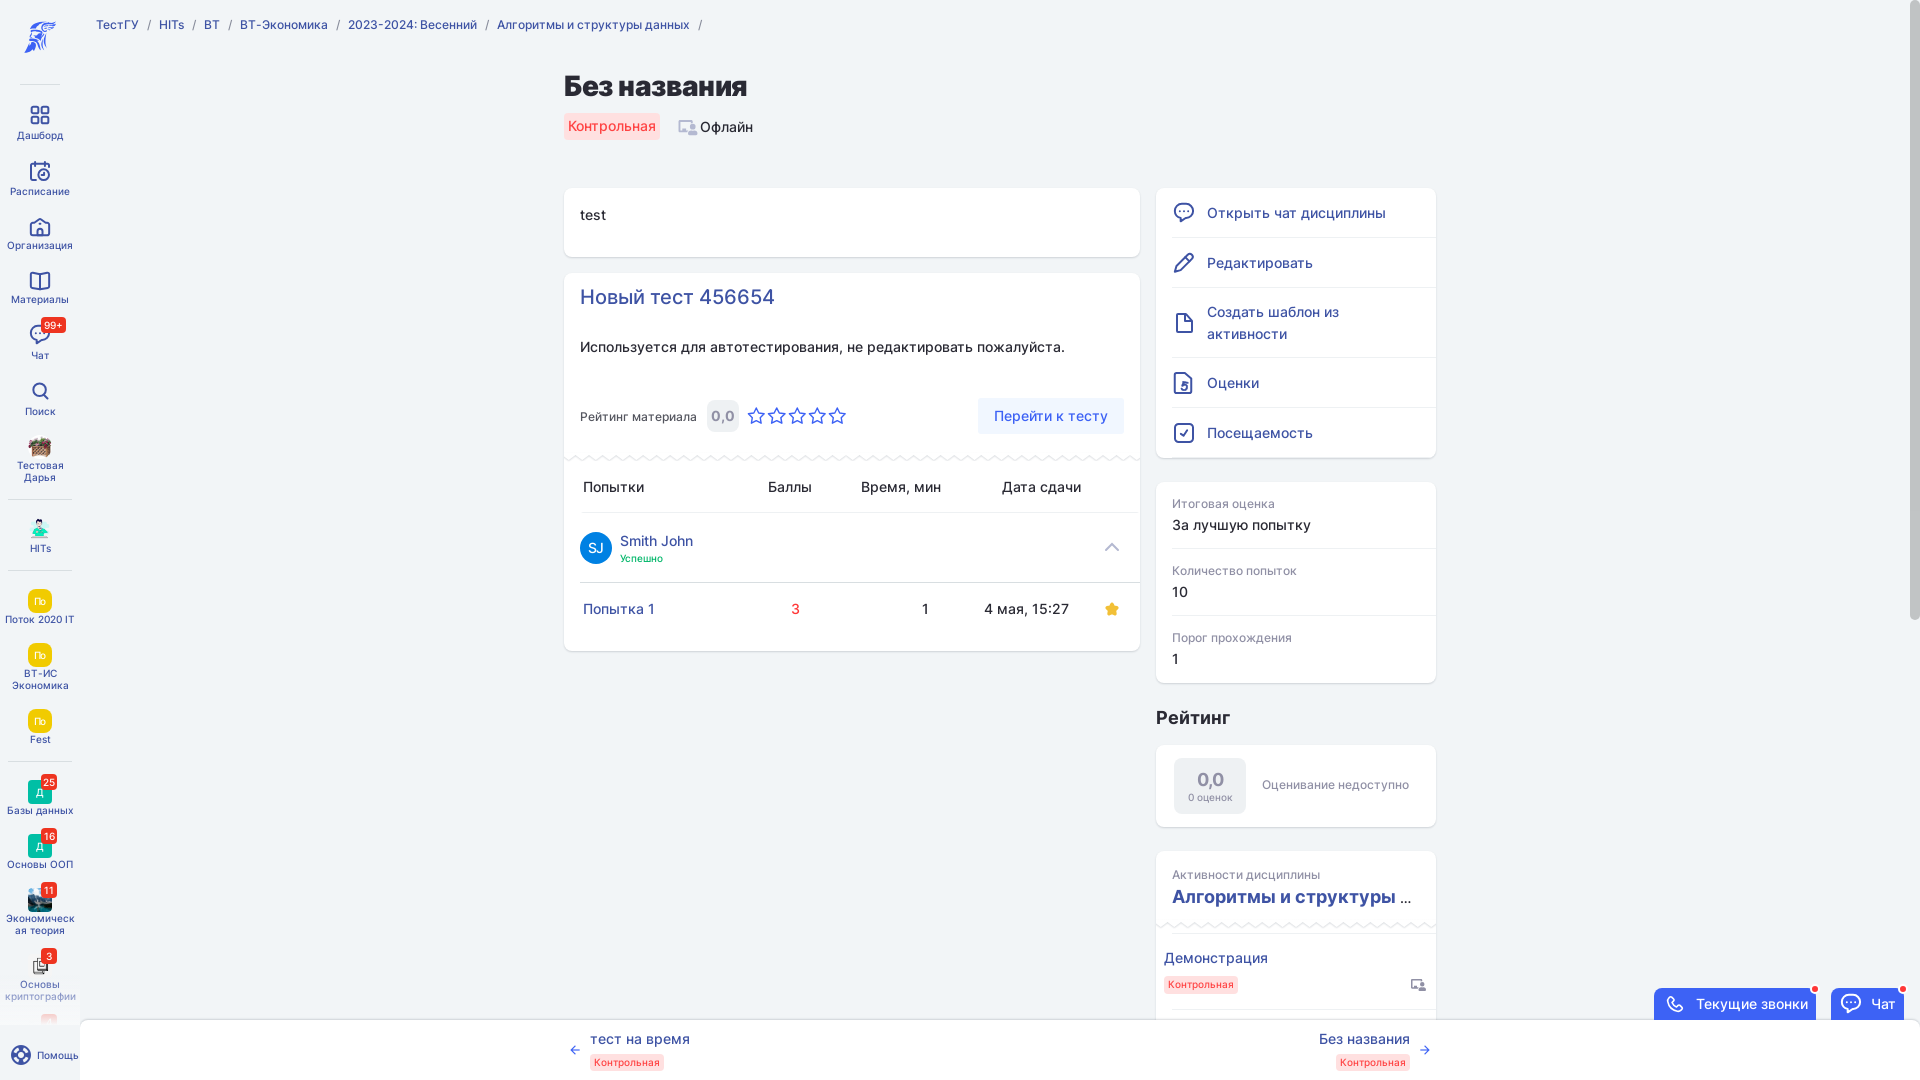 ТестГУ / HITs / ВТ / ВТ-Экономика / 2023-2024: Весенний / Алгоритмы и структуры данных /
Без названия
Контрольная Офлайн
Дашборд
Расписание
Организация
Материалы
99+
Чат
Поиск
Тестовая
Дарья
HITs
По
Поток 2020 IT
По
ВТ-ИС
Экономика
По
Fest
25
Д
Базы данных
16
Д
Основы ООП
11
Экономическ
ая теория
3
Основы
криптографии
Помощь
test
Новый тест 456654
Используется для автотестирования, не редактировать пожалуйста.
Рейтинг материала 0,0 Перейти к тесту
Попытки Баллы Время, мин Дата сдачи
SJ Smith John
Успешно
Попытка 1 3 1 4 мая, 15:27
Открыть чат дисциплины
Редактировать
Создать шаблон из
активности
Оценки
Посещаемость
Итоговая оценка
За лучшую попытку
Количество попыток
10
Порог прохождения
1
Рейтинг
0,0
0 оценок
Оценивание недоступно
Активности дисциплины
Алгоритмы и структуры ...
Демонстрация
Контрольная
Текущие звонки
Чат
тест на время
Контрольная
Без названия
Контрольная